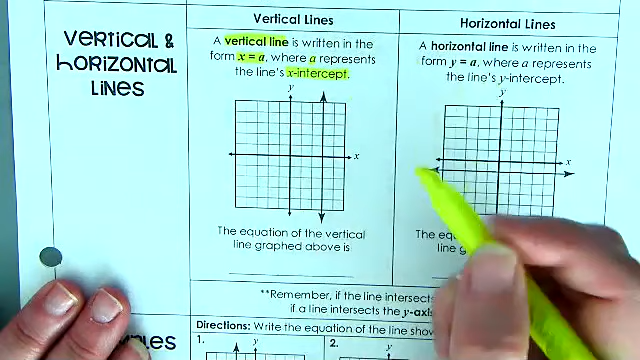 Vertical &
Horizontal
Lines
Vertical Lines
A vertical line is written in the
form x = a, where a represents
the line's x-intercept.
y
x
The equation of the vertical
line graphed above is
Horizontal Lines
A horizontal line is written in the
form y = a, where a represents
the line's y-intercept.
y
x
The
line
**Remember, if the line intersects
if a line intersects the y-axis
Directions: Write the equation of the line
1.
y
2.
y